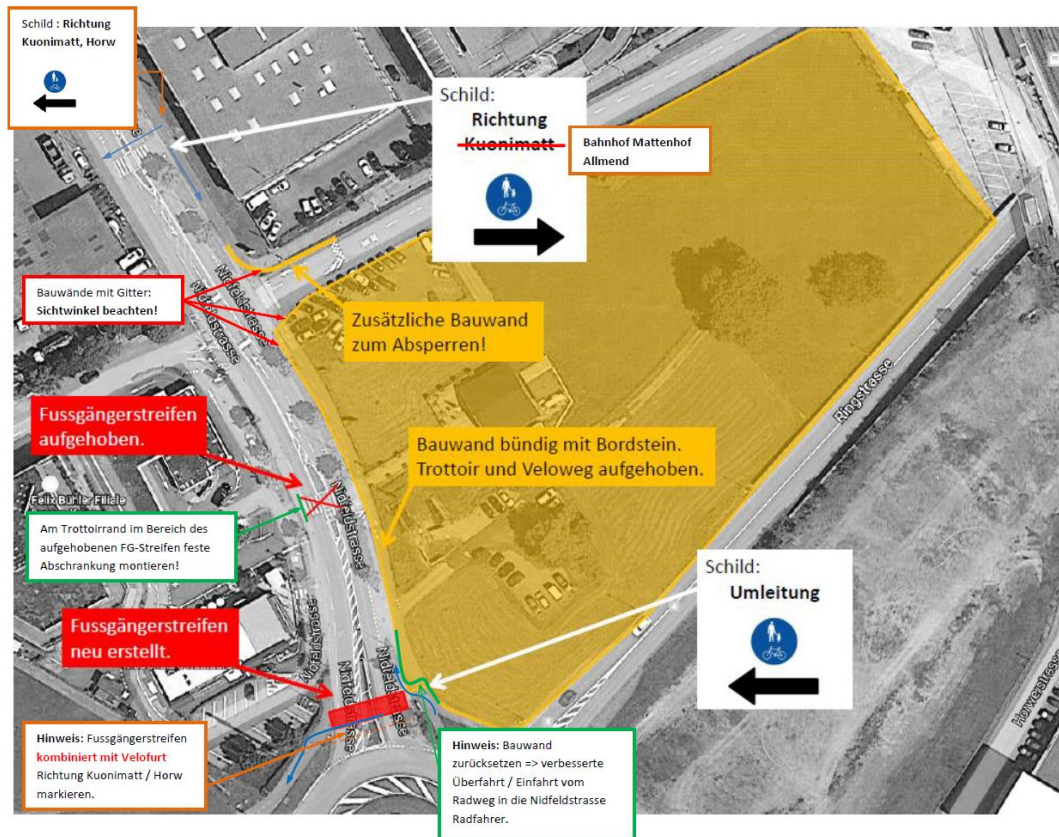 Schild : Richtung
Kuonimatt, Horw
Schild:
Richtung
Kuonimatt
Bahnhof Mattenhof
Allmend
Bauwände mit Gitter:
Sichtwinkel beachten!
Nidfeldstrasse
Nidfeldstrasse
Zusätzliche Bauwand
zum Absperren!
Ringstrasse
Fussgängerstreifen
aufgehoben.
Bauwand bündig mit Bordstein.
Trottoir und Veloweg aufgehoben.
Felix Bühler Filiale
Nidfeldstrasse
Am Trottoirrand im Bereich des
aufgehobenen FG-Streifen feste
Abschrankung montieren!
Schild:
Umleitung
Fussgängerstreifen
neu erstellt.
Nidfeldstrasse
Nidfeldstrasse
Nidfeldstrasse
Horwerstrasse
Hinweis: Fussgängerstreifen
kombiniert mit Velofurt
Richtung Kuonimatt / Horw
markieren.
Hinweis: Bauwand
zurücksetzen => verbesserte
Überfahrt / Einfahrt vom
Radweg in die Nidfeldstrasse
Radfahrer.